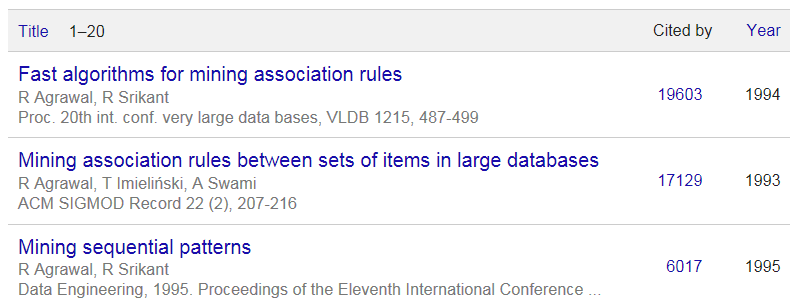 Title 1–20 Cited by Year
Fast algorithms for mining association rules
R Agrawal, R Srikant
Proc. 20th int. conf. very large data bases, VLDB 1215, 487-499
19603 1994
Mining association rules between sets of items in large databases
R Agrawal, T Imieliński, A Swami
ACM SIGMOD Record 22 (2), 207-216
17129 1993
Mining sequential patterns
R Agrawal, R Srikant
Data Engineering, 1995. Proceedings of the Eleventh International Conference ...
6017 1995